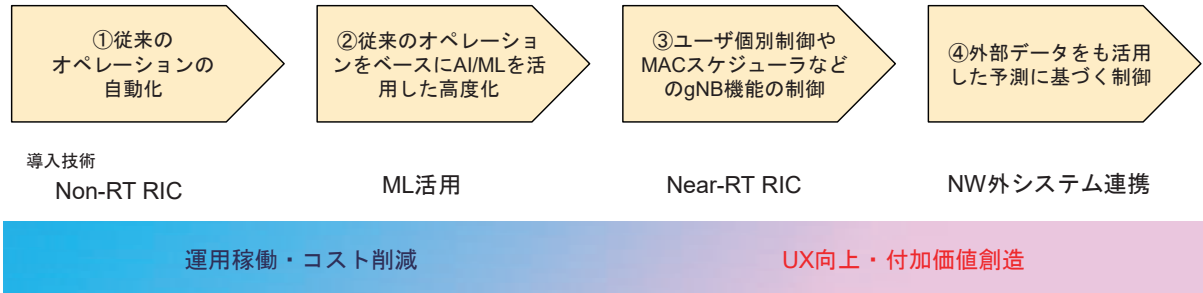 ①従来の
オペレーションの
自動化
②従来のオペレーショ
ンをベースにAI/MLを活
用した高度化
③ユーザ個別制御や
MACスケジューラなど
のgNB機能の制御
④外部データをも活用
した予測に基づく制御
導入技術
Non-RT RIC
ML活用
Near-RT RIC
NW外システム連携
運用稼働・コスト削減
UX向上・付加価値創造